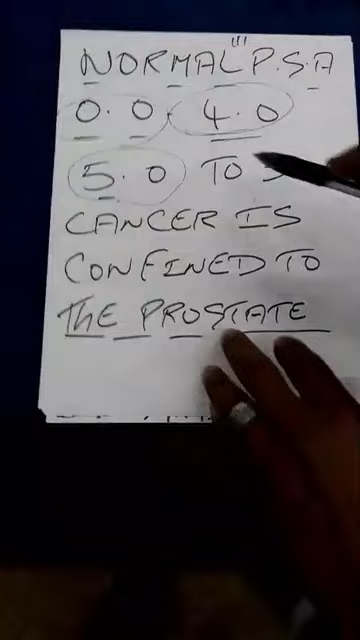 NORMAL P.S.A
0.0 - 4.0
5.0 TO
CANCER IS
CONFINED TO
THE PROSTATE